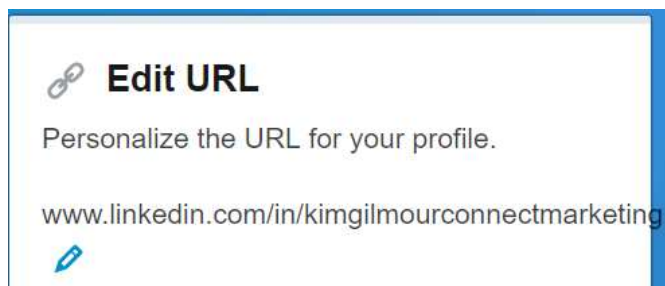 Edit URL
Personalize the URL for your profile.
www.linkedin.com/in/kimgilmourconnectmarketing